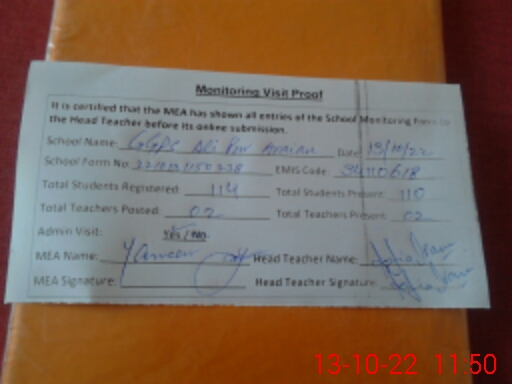 Monitoring Visit Proof
It is certified that the MEA has shown all entries of the School Monitoring Form to
the Head Teacher before its online submission.
School Name: GGPS Ali Pur Date: 13/10/22
School Form No: EMIS Code:
Total Students Registered: 114 Total Students Present: 110
Total Teachers Posted: 02 Total Teachers Present: 02
Admin Visit: Yes / No
MEA Name: Head Teacher Name:
MEA Signature: Head Teacher Signature:
13-10-22 11:50